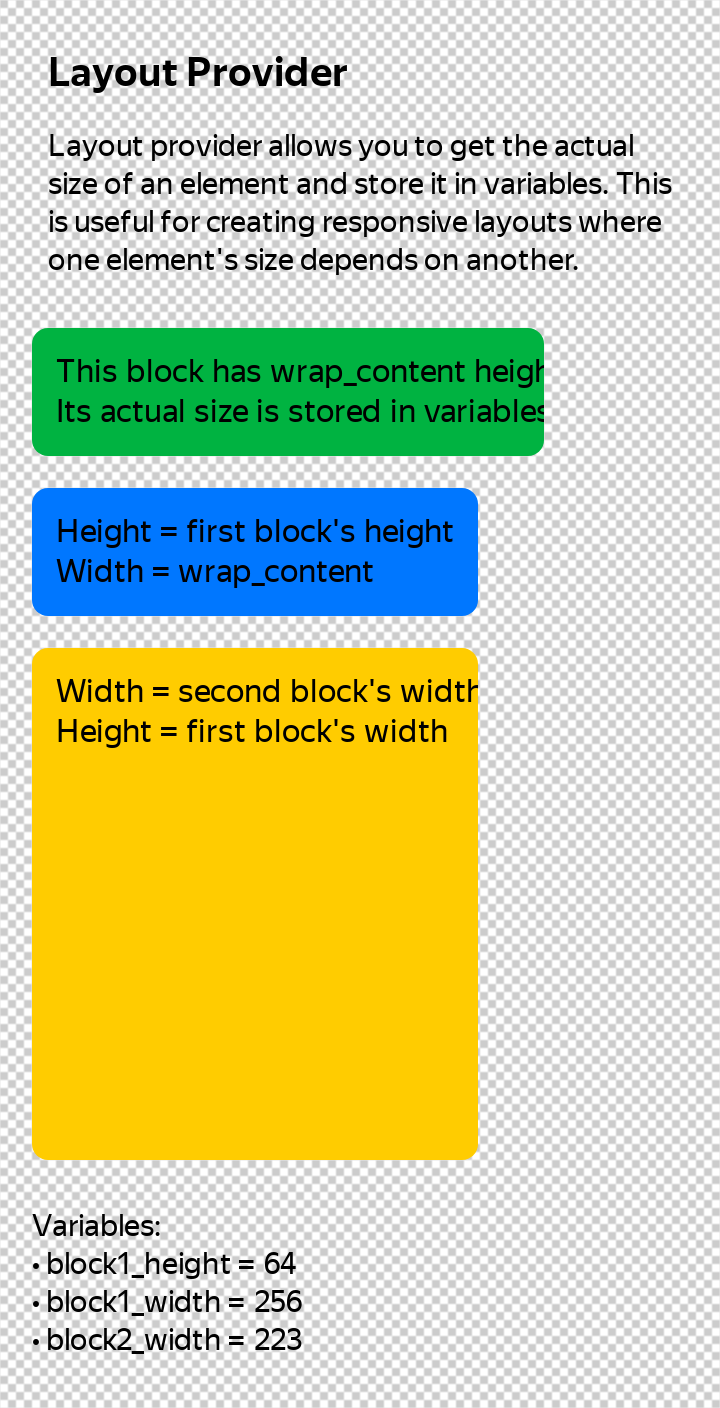 Layout Provider
Layout provider allows you to get the actual
size of an element and store it in variables. This
is useful for creating responsive layouts where
one element's size depends on another.
This block has wrap_content heigh
Its actual size is stored in variables
Height = first block's height
Width = wrap_content
Width = second block's width
Height = first block's width
Variables:
• block1_height = 64
• block1_width = 256
• block2_width = 223